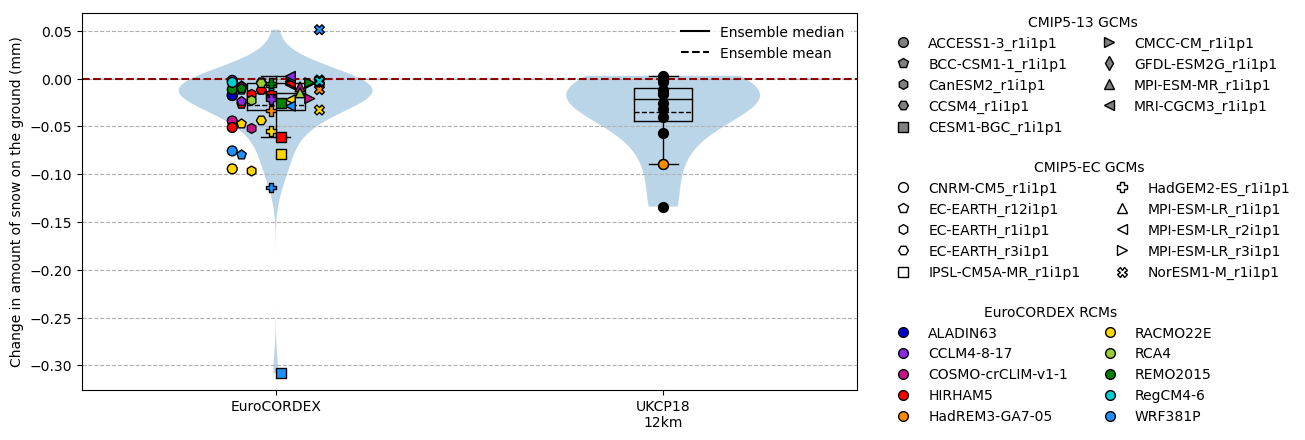 Change in amount of snow on the ground (mm)
0.05
0.00
−0.05
−0.10
−0.15
−0.20
−0.25
−0.30
EuroCORDEX
UKCP18
12km
Ensemble median
Ensemble mean
CMIP5-13 GCMs
ACCESS1-3_r1i1p1
BCC-CSM1-1_r1i1p1
CanESM2_r1i1p1
CCSM4_r1i1p1
CESM1-BGC_r1i1p1
CMCC-CM_r1i1p1
GFDL-ESM2G_r1i1p1
MPI-ESM-MR_r1i1p1
MRI-CGCM3_r1i1p1
CMIP5-EC GCMs
CNRM-CM5_r1i1p1
EC-EARTH_r12i1p1
EC-EARTH_r1i1p1
EC-EARTH_r3i1p1
IPSL-CM5A-MR_r1i1p1
HadGEM2-ES_r1i1p1
MPI-ESM-LR_r1i1p1
MPI-ESM-LR_r2i1p1
MPI-ESM-LR_r3i1p1
NorESM1-M_r1i1p1
EuroCORDEX RCMs
ALADIN63
CCLM4-8-17
COSMO-crCLIM-v1-1
HIRHAM5
HadREM3-GA7-05
RACMO22E
RCA4
REMO2015
RegCM4-6
WRF381P